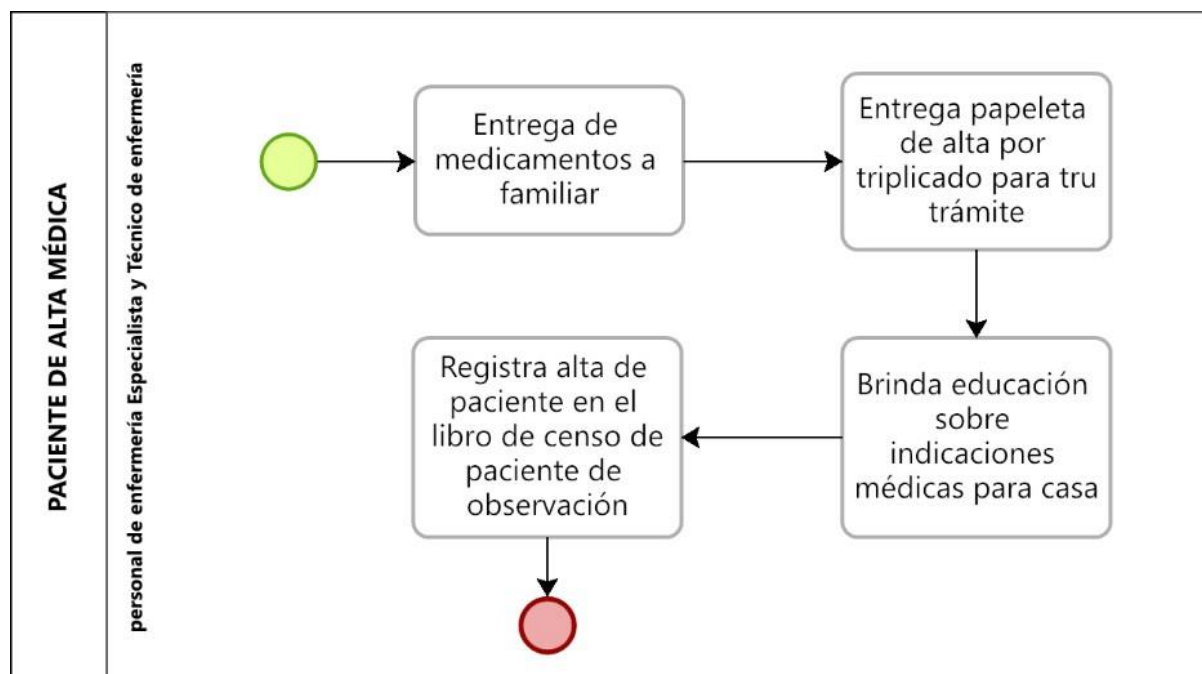 PACIENTE DE ALTA MÉDICA
personal de enfermería Especialista y Técnico de enfermería
Entrega de
medicamentos a
familiar
Entrega papeleta
de alta por
triplicado para tru
trámite
Brinda educación
sobre
indicaciones
médicas para casa
Registra alta de
paciente en el
libro de censo de
paciente de
observación